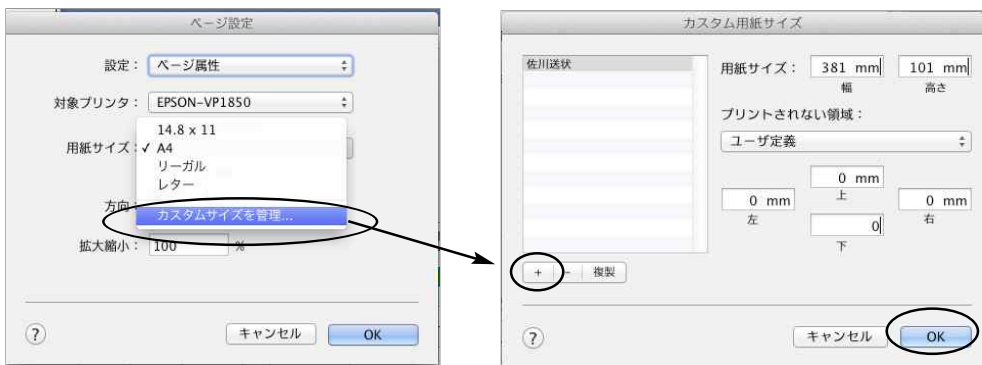 ページ設定
設定： ページ属性
対象プリンタ： EPSON-VP1850
14.8 x 11
用紙サイズ： ✓ A4
リーガル
レター
方向：
カスタムサイズを管理...
拡大縮小： 100 %
? キャンセル OK
カスタム用紙サイズ
佐川送状
用紙サイズ： 381 mm 101 mm
幅 高さ
プリントされない領域：
ユーザ定義
0 mm
上
0 mm 0 mm
左 右
0
下
+ − 複製
? キャンセル OK